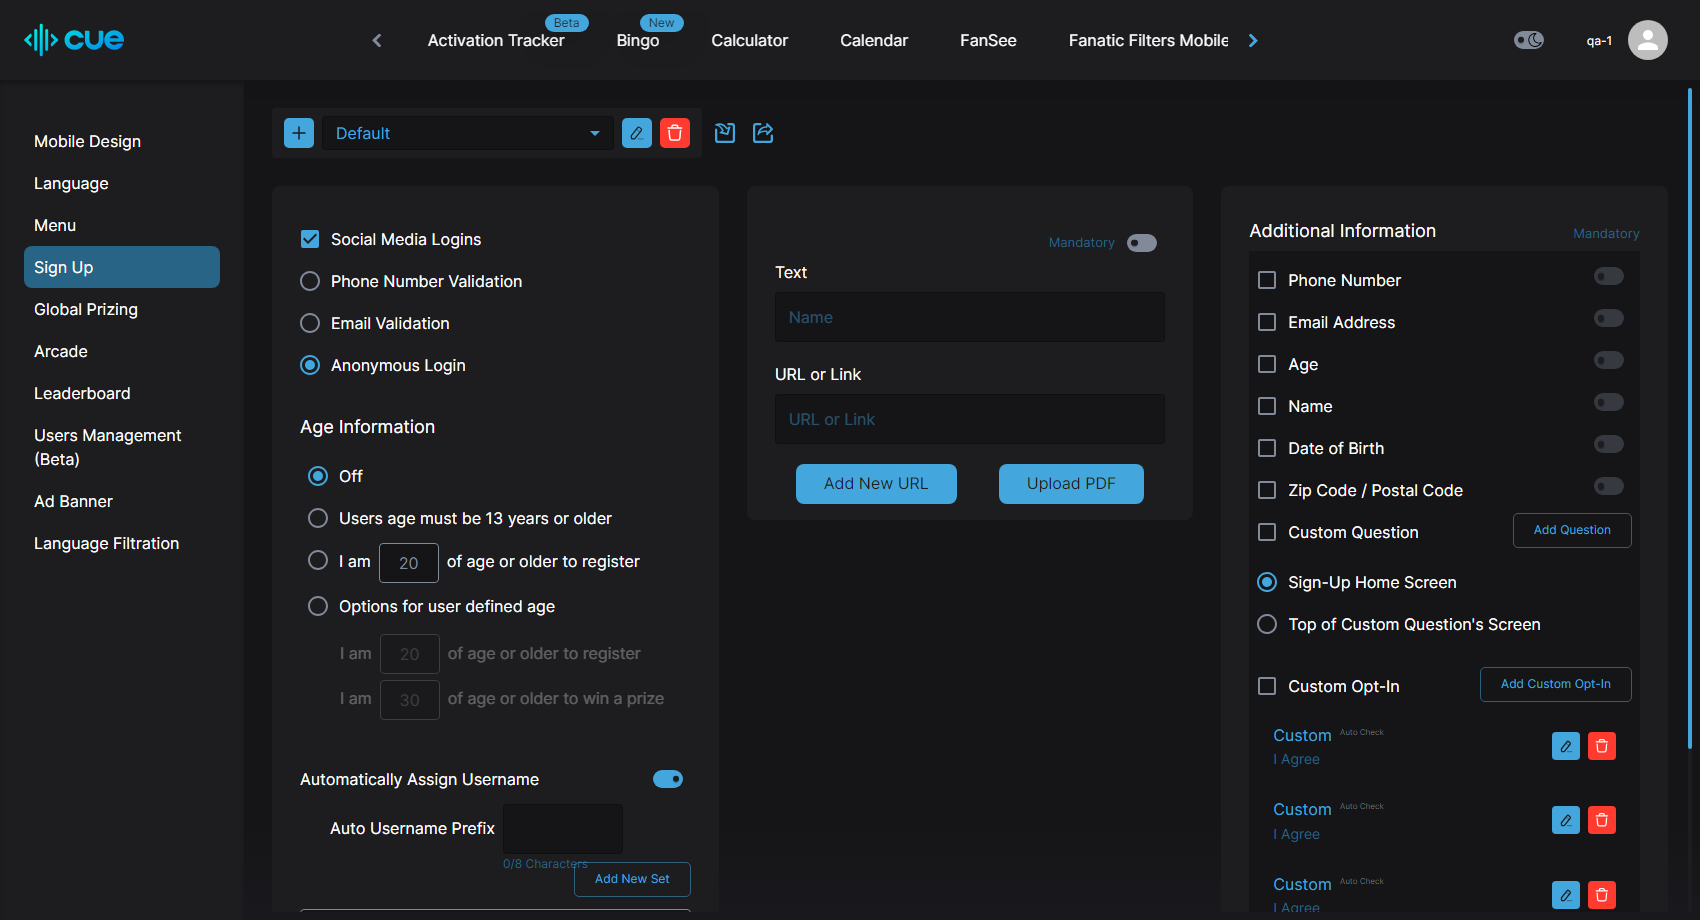 cue
Activation Tracker
Beta
Bingo
New
Calculator
Calendar
FanSee
Fanatic Filters Mobile
qa-1
Mobile Design
Language
Menu
Sign Up
Global Prizing
Arcade
Leaderboard
Users Management
(Beta)
Ad Banner
Language Filtration
Default
Social Media Logins
Phone Number Validation
Email Validation
Anonymous Login
Age Information
Off
Users age must be 13 years or older
I am 20 of age or older to register
Options for user defined age
I am 20 of age or older to register
I am 30 of age or older to win a prize
Automatically Assign Username
Auto Username Prefix
0/8 Characters
Add New Set
Mandatory
Text
Name
URL or Link
URL or Link
Add New URL
Upload PDF
Additional Information
Mandatory
Phone Number
Email Address
Age
Name
Date of Birth
Zip Code / Postal Code
Custom Question
Add Question
Sign-Up Home Screen
Top of Custom Question's Screen
Custom Opt-In
Add Custom Opt-In
Custom Auto Check
I Agree
Custom Auto Check
I Agree
Custom Auto Check
I Agree